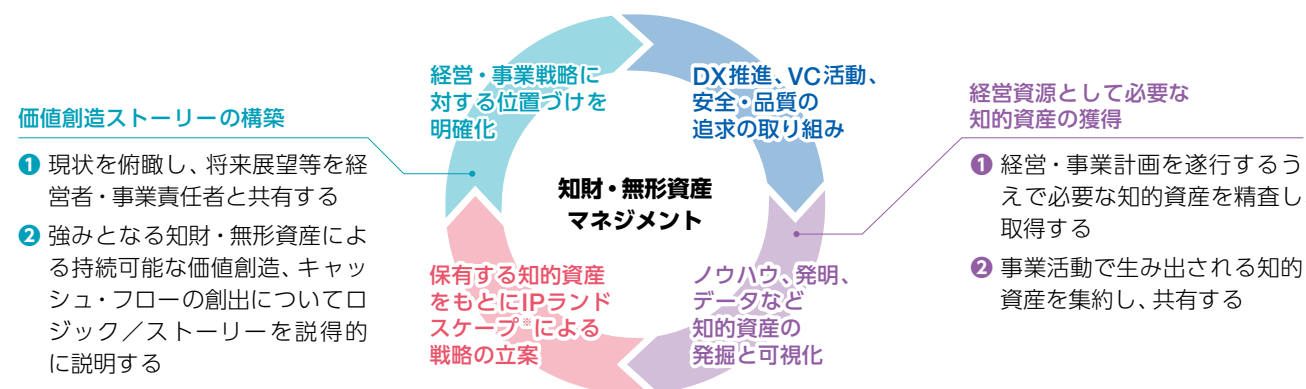 価値創造ストーリーの構築
❶ 現状を俯瞰し、将来展望等を経
営者・事業責任者と共有する
❷ 強みとなる知財・無形資産によ
る持続可能な価値創造、キャッ
シュ・フローの創出についてロ
ジック／ストーリーを説得的
に説明する
経営・事業戦略に
対する位置づけを
明確化
DX推進、VC活動、
安全・品質の
追求の取り組み
知財・無形資産
マネジメント
保有する知的資産
をもとにIPランド
スケープ※による
戦略の立案
ノウハウ、発明、
データなど
知的資産の
発掘と可視化
経営資源として必要な
知的資産の獲得
❶ 経営・事業計画を遂行するう
えで必要な知的資産を精査し
取得する
❷ 事業活動で生み出される知的
資産を集約し、共有する